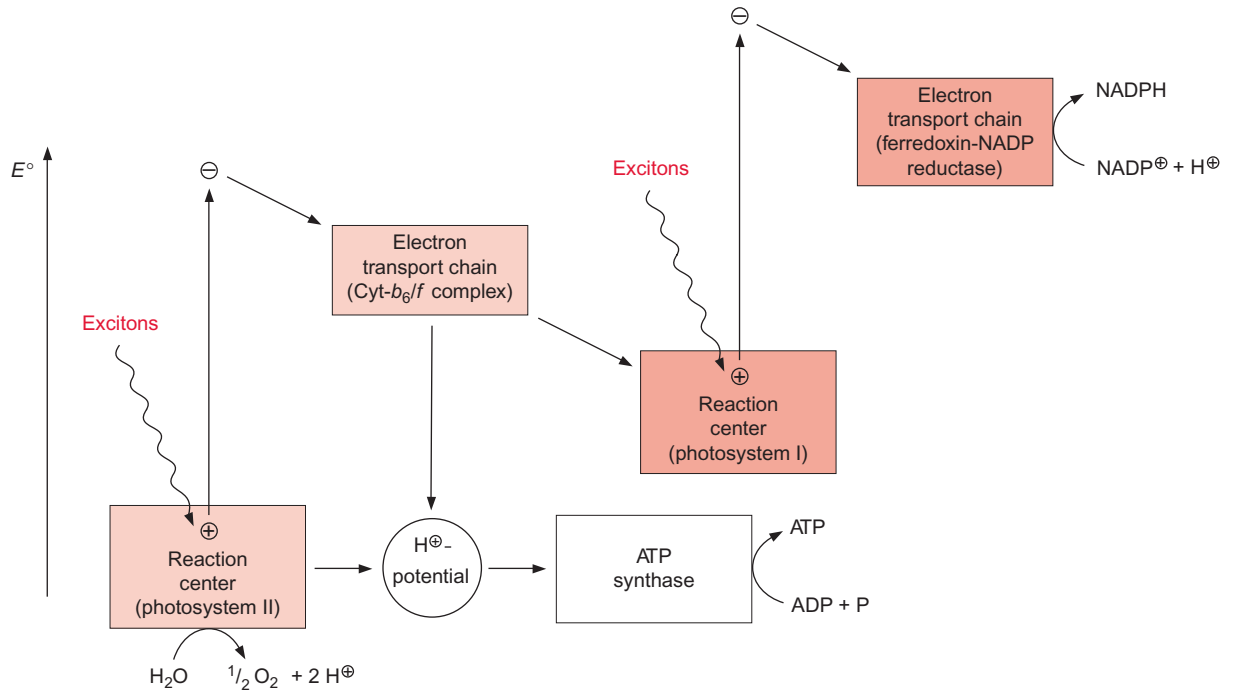 E°
Excitons
⊖
Electron
transport chain
(Cyt-b₆/f complex)
Excitons
⊖
Electron
transport chain
(ferredoxin-NADP
reductase)
NADPH
NADP⊕ + H⊕
⊕
Reaction
center
(photosystem I)
⊕
Reaction
center
(photosystem II)
H⊕-
potential
ATP
synthase
ATP
ADP + P
H₂O
½ O₂ + 2 H⊕